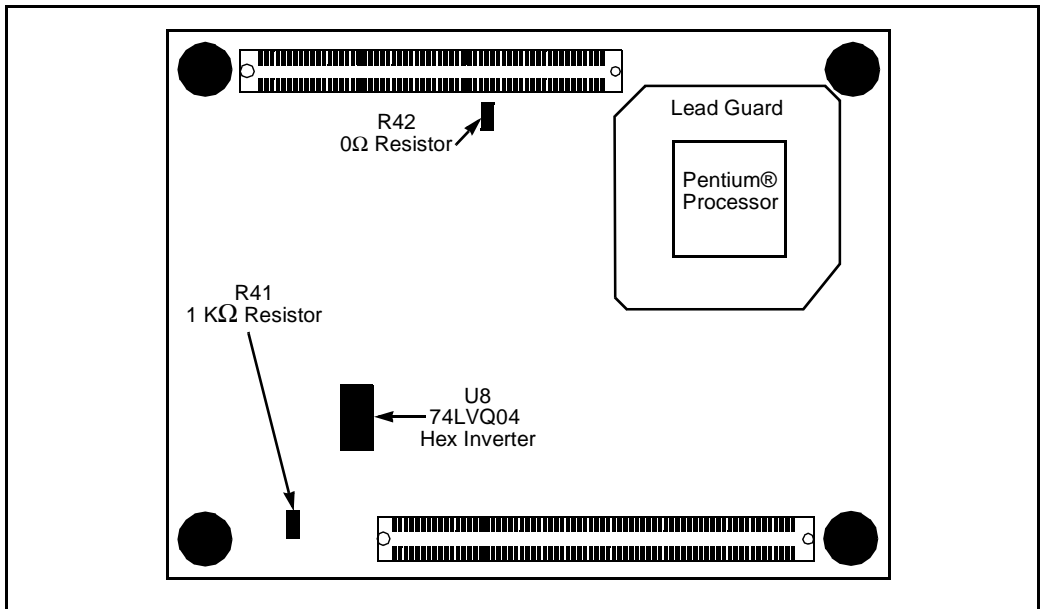 Lead Guard
R42
0Ω Resistor
Pentium®
Processor
R41
1 KΩ Resistor
U8
74LVQ04
Hex Inverter